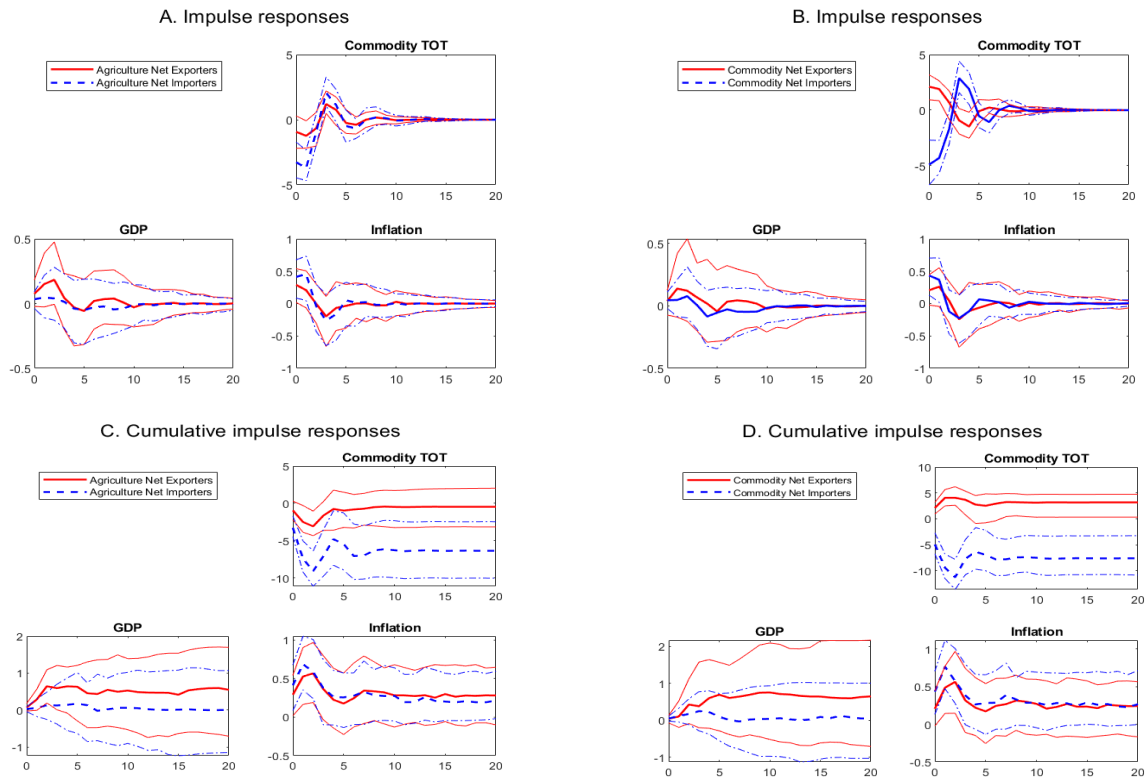 A. Impulse responses
Agriculture Net Exporters
Agriculture Net Importers
Commodity TOT
5
0
-5
0 5 10 15 20
GDP
0.5
0
-0.5
0 5 10 15 20
Inflation
1
0.5
0
-0.5
-1
0 5 10 15 20
B. Impulse responses
Commodity Net Exporters
Commodity Net Importers
Commodity TOT
5
0
-5
0 5 10 15 20
GDP
0.5
0
-0.5
0 5 10 15 20
Inflation
1
0.5
0
-0.5
-1
0 5 10 15 20
C. Cumulative impulse responses
Agriculture Net Exporters
Agriculture Net Importers
Commodity TOT
5
0
-5
-10
0 5 10 15 20
GDP
2
1
0
-1
0 5 10 15 20
Inflation
1
0.5
0
-0.5
0 5 10 15 20
D. Cumulative impulse responses
Commodity Net Exporters
Commodity Net Importers
Commodity TOT
10
5
0
-5
-10
0 5 10 15 20
GDP
2
1
0
-1
0 5 10 15 20
Inflation
1
0.5
0
-0.5
0 5 10 15 20